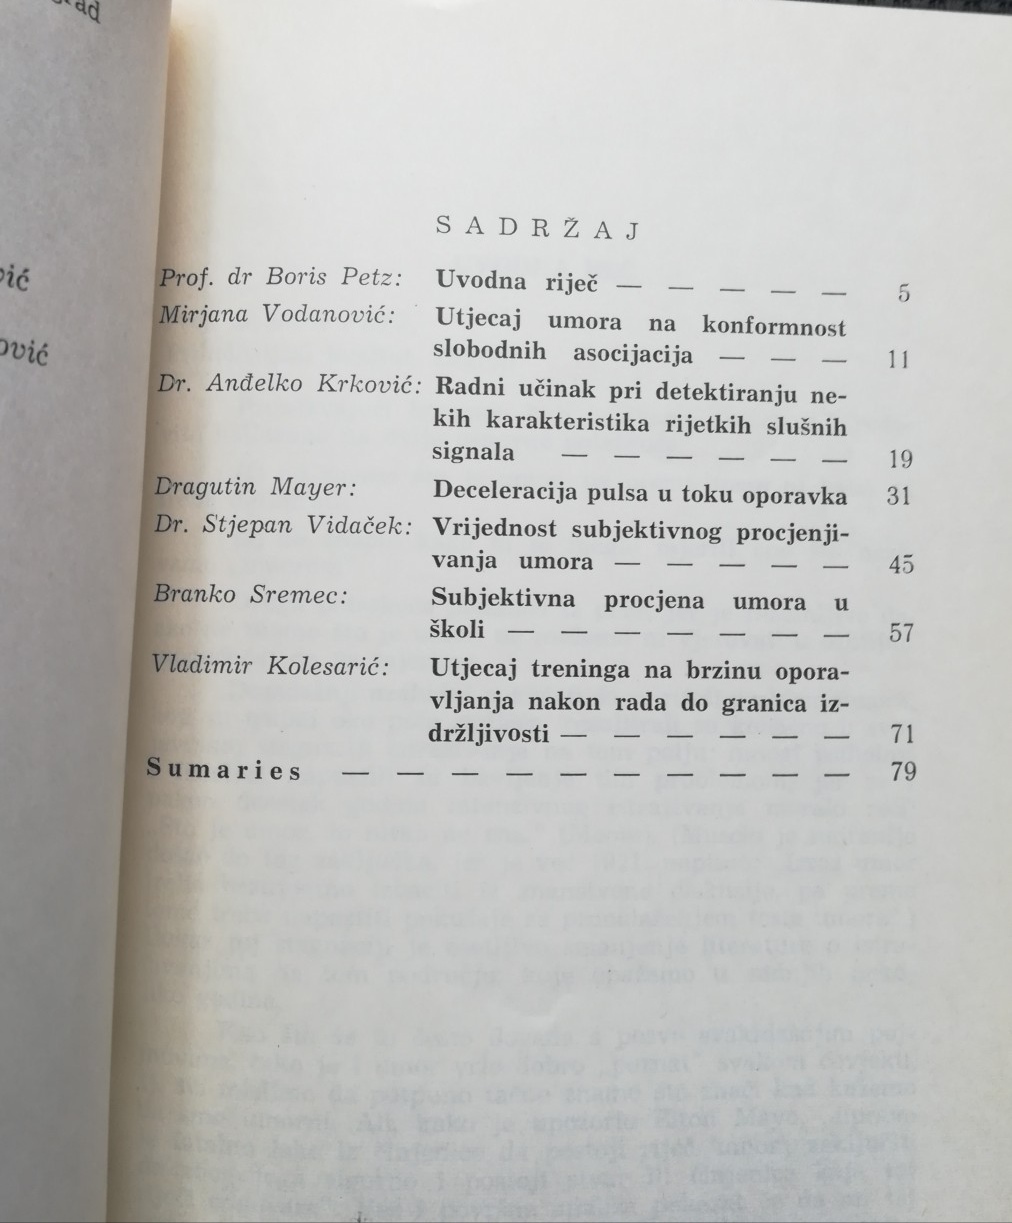 S A D R Ž A J
Prof. dr Boris Petz: Uvodna riječ — — — — — 5
Mirjana Vodanović: Utjecaj umora na konformnost
slobodnih asocijacija — — — 11
Dr. Anđelko Krković: Radni učinak pri detektiranju ne-
kih karakteristika rijetkih slušnih
signala — — — — — — 19
Dragutin Mayer: Deceleracija pulsa u toku oporavka 31
Dr. Stjepan Vidaček: Vrijednost subjektivnog procjenji-
vanja umora — — — — — 45
Branko Sremec: Subjektivna procjena umora u
školi — — — — — — — 57
Vladimir Kolesarić: Utjecaj treninga na brzinu opora-
vljanja nakon rada do granica iz-
držljivosti — — — — — — 71
Sumaries — — — — — — — — — — 79